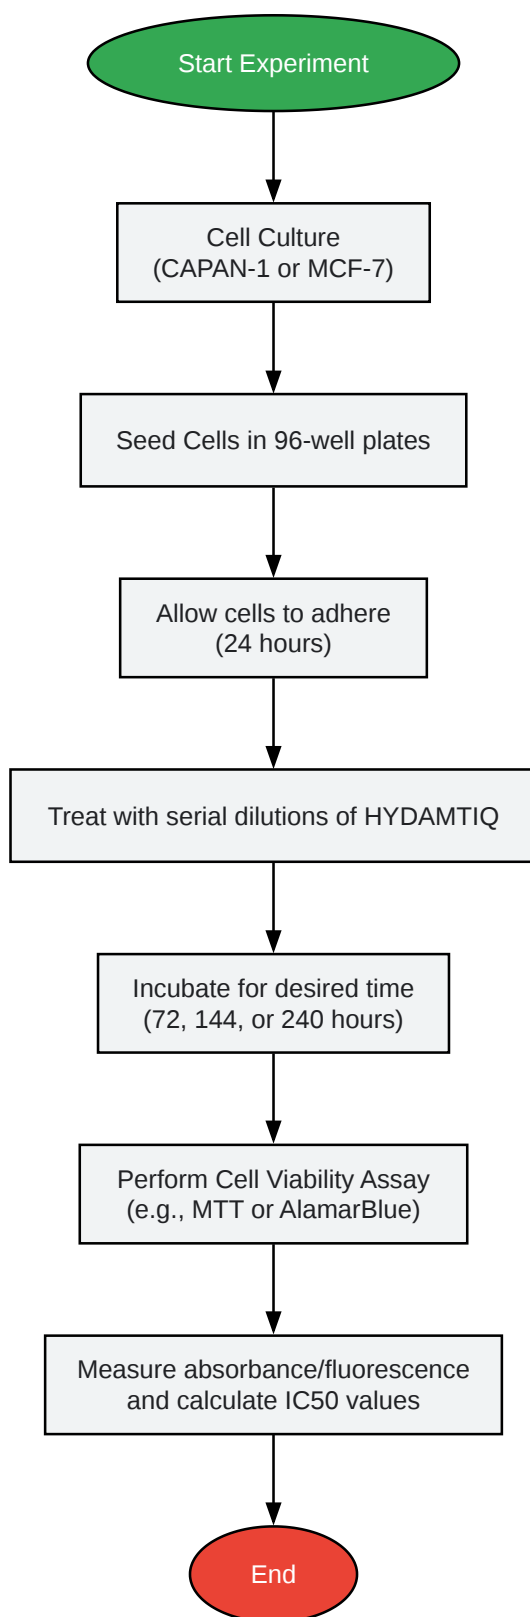 Start Experiment
Cell Culture
(CAPAN-1 or MCF-7)
Seed Cells in 96-well plates
Allow cells to adhere
(24 hours)
Treat with serial dilutions of HYDAMTIQ
Incubate for desired time
(72, 144, or 240 hours)
Perform Cell Viability Assay
(e.g., MTT or AlamarBlue)
Measure absorbance/fluorescence
and calculate IC50 values
End